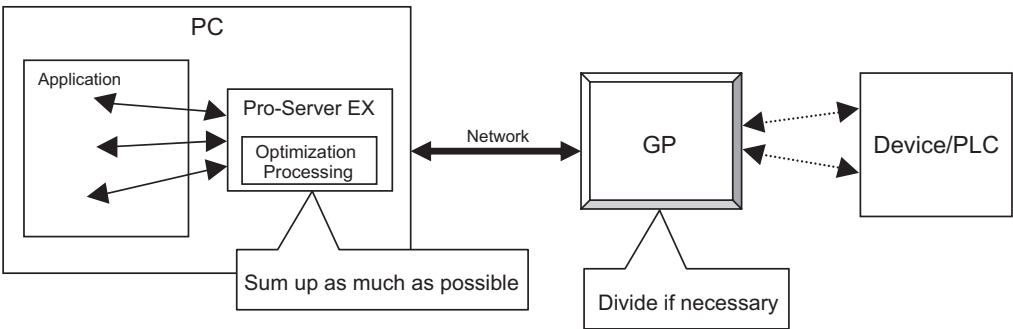 PC
Application
Pro-Server EX
Optimization
Processing
Network
GP
Device/PLC
Sum up as much as possible
Divide if necessary